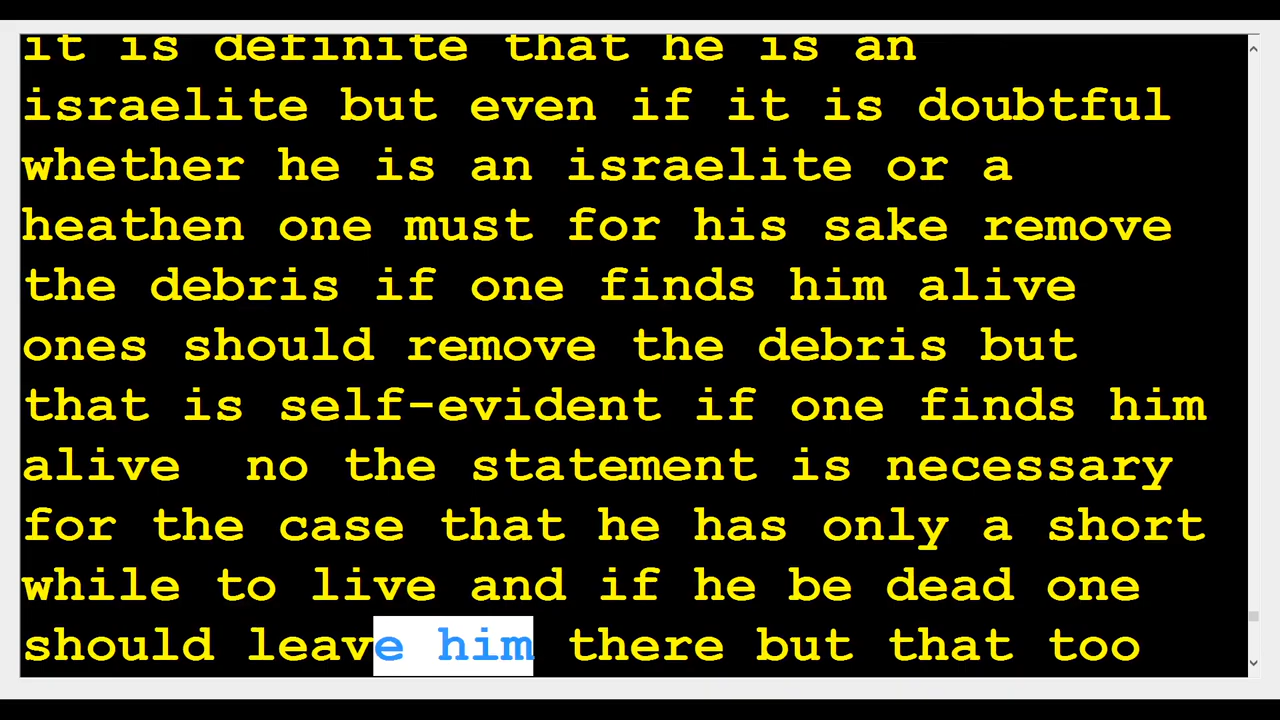 it is definite that he is an
israelite but even if it is doubtful
whether he is an israelite or a
heathen one must for his sake remove
the debris if one finds him alive
ones should remove the debris but
that is self-evident if one finds him
alive  no the statement is necessary
for the case that he has only a short
while to live and if he be dead one
should leave him there but that too